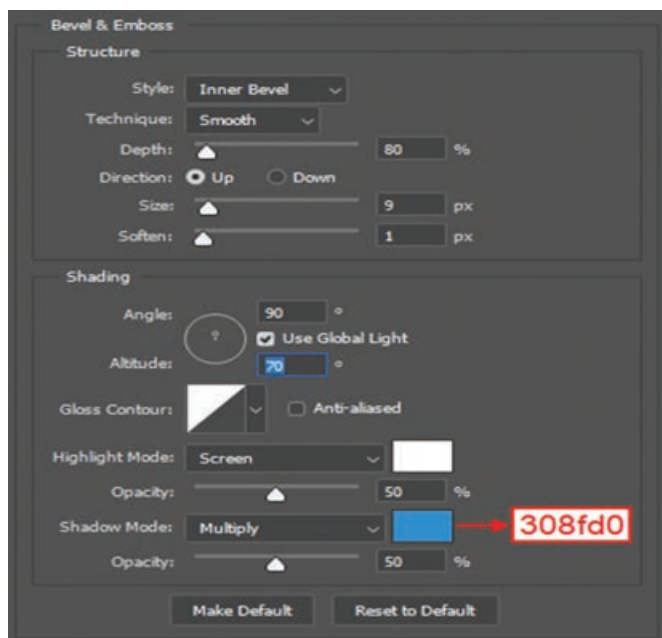 Bevel & Emboss
Structure
Style: Inner Bevel
Technique: Smooth
Depth: 80 %
Direction: Up Down
Size: 9 px
Soften: 1 px
Shading
Angle: 90 °
Use Global Light
Altitude: 70 °
Gloss Contour: Anti-aliased
Highlight Mode: Screen
Opacity: 50 %
Shadow Mode: Multiply 308fd0
Opacity: 50 %
Make Default Reset to Default